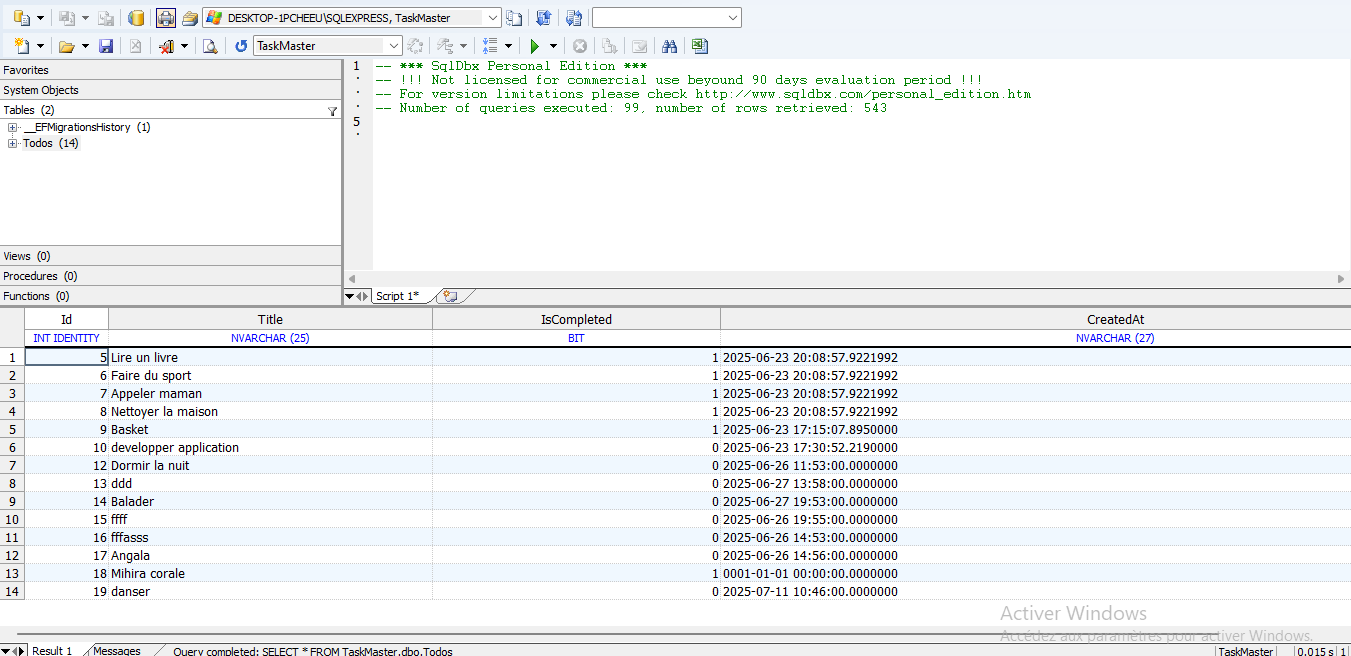 DESKTOP-1PCHEEU\SQLEXPRESS, TaskMaster
TaskMaster
Favorites
System Objects
Tables (2)
__EFMigrationsHistory (1)
Todos (14)
Views (0)
Procedures (0)
Functions (0)
1 -- *** SqlDbx Personal Edition ***
-- !!! Not licensed for commercial use beyound 90 days evaluation period !!!
-- For version limitations please check http://www.sqldbx.com/personal_edition.htm
-- Number of queries executed: 99, number of rows retrieved: 543
5
Script 1*
Id Title IsCompleted CreatedAt
INT IDENTITY NVARCHAR (25) BIT NVARCHAR (27)
1 5 Lire un livre 1 2025-06-23 20:08:57.9221992
2 6 Faire du sport 1 2025-06-23 20:08:57.9221992
3 7 Appeler maman 1 2025-06-23 20:08:57.9221992
4 8 Nettoyer la maison 1 2025-06-23 20:08:57.9221992
5 9 Basket 1 2025-06-23 17:15:07.8950000
6 10 developper application 0 2025-06-23 17:30:52.2190000
7 12 Dormir la nuit 0 2025-06-26 11:53:00.0000000
8 13 ddd 0 2025-06-27 13:58:00.0000000
9 14 Balader 0 2025-06-27 19:53:00.0000000
10 15 ffff 0 2025-06-26 19:55:00.0000000
11 16 fffasss 0 2025-06-26 14:53:00.0000000
12 17 Angala 0 2025-06-26 14:56:00.0000000
13 18 Mihira corale 1 0001-01-01 00:00:00.0000000
14 19 danser 0 2025-07-11 10:46:00.0000000
Activer Windows
Accédez aux paramètres pour activer Windows.
Result 1 Messages Query completed: SELECT * FROM TaskMaster.dbo.Todos TaskMaster 0.015 s 1